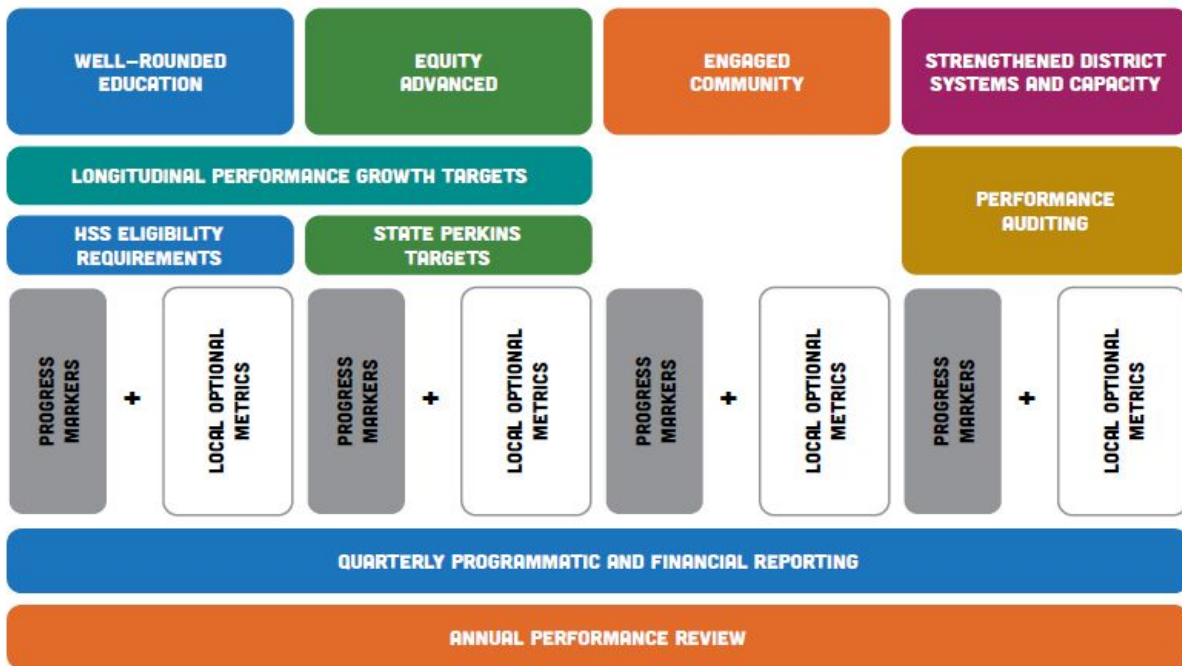 WELL-ROUNDED
EDUCATION
EQUITY
ADVANCED
ENGAGED
COMMUNITY
STRENGTHENED DISTRICT
SYSTEMS AND CAPACITY
LONGITUDINAL PERFORMANCE GROWTH TARGETS
PERFORMANCE
AUDITING
HSS ELIGIBILITY
REQUIREMENTS
STATE PERKINS
TARGETS
PROGRESS
MARKERS
+
LOCAL OPTIONAL
METRICS
PROGRESS
MARKERS
+
LOCAL OPTIONAL
METRICS
PROGRESS
MARKERS
+
LOCAL OPTIONAL
METRICS
PROGRESS
MARKERS
+
LOCAL OPTIONAL
METRICS
QUARTERLY PROGRAMMATIC AND FINANCIAL REPORTING
ANNUAL PERFORMANCE REVIEW